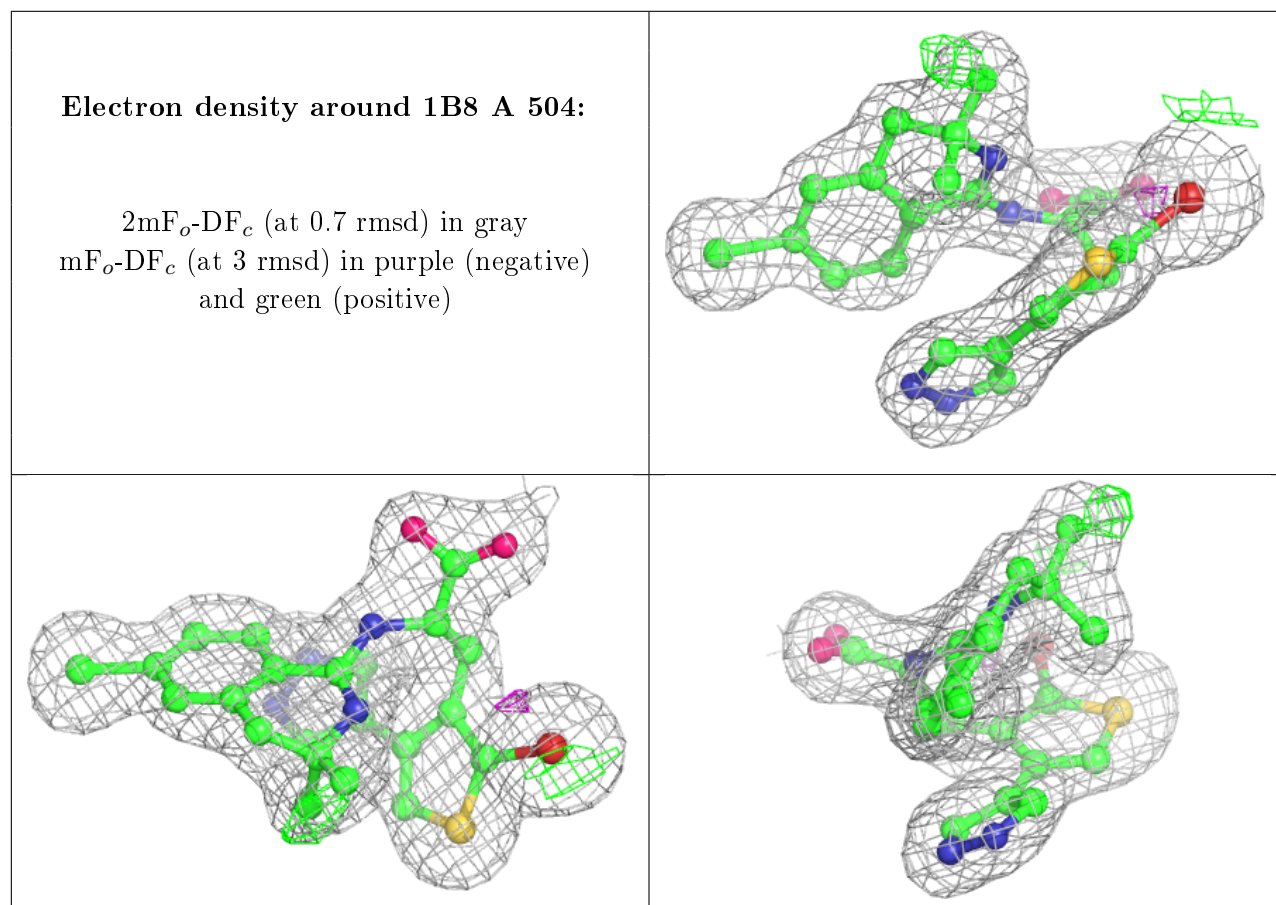 Electron density around 1B8 A 504:
2mFₒ-DF𝒸 (at 0.7 rmsd) in gray
mFₒ-DF𝒸 (at 3 rmsd) in purple (negative)
and green (positive)